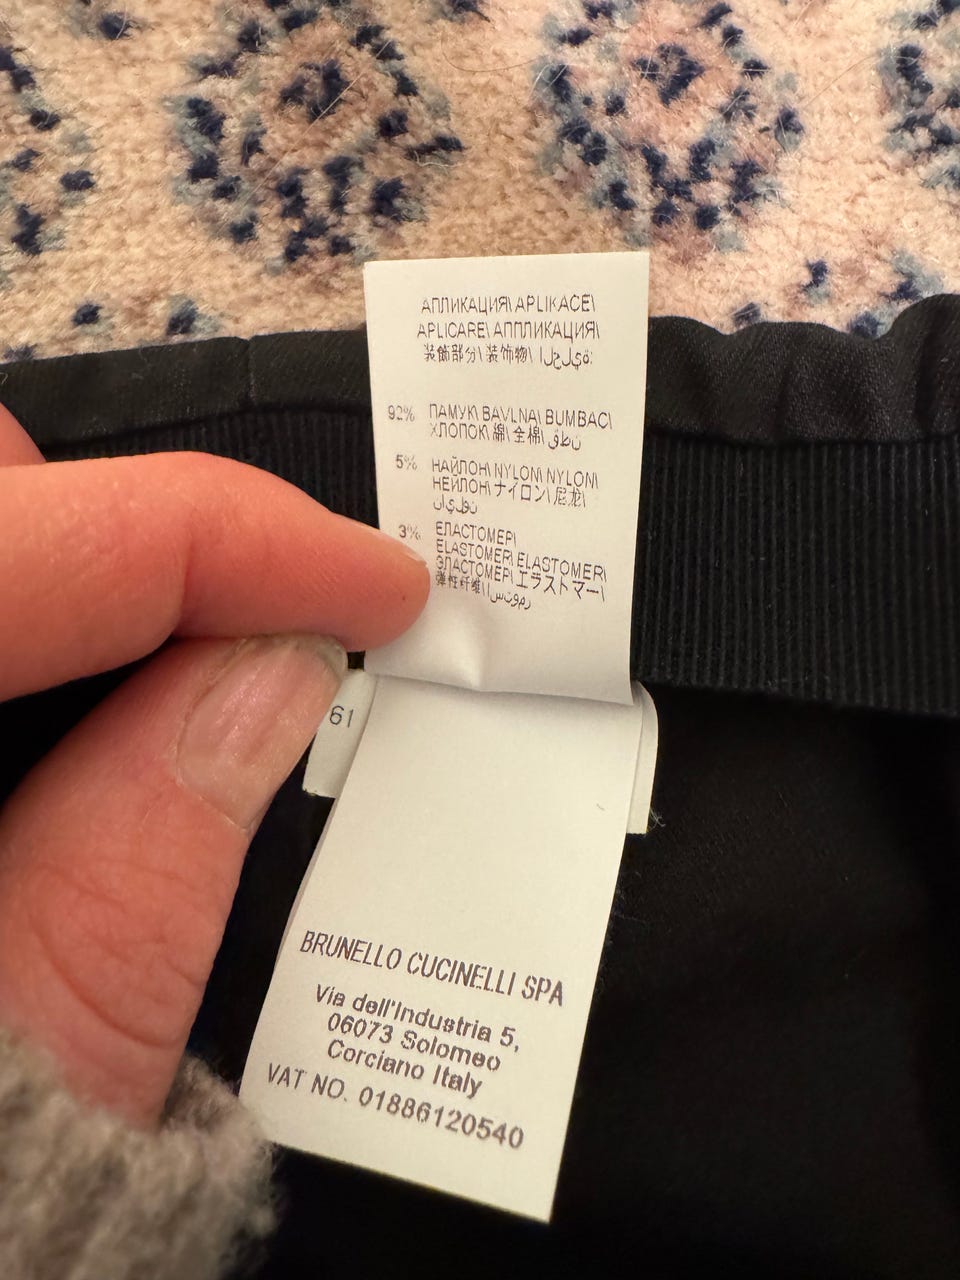 АППЛИКАЦИЯ\ APLIKACE\
APLICARE\ АППЛИКАЦИЯ\
装飾部分\ 装饰物\
92% ПАМУК\ BAVLNA\ BUMBAC\
ХЛОПОК\ 綿\ 全棉\ قطن
5% НАЙЛОН\ NYLON\ NYLON\
НЕЙЛОН\ ナイロン\ 尼龙\
نايلون
3% ЕЛАСТОМЕР\
ELASTOMER\ ELASTOMER\
ЭЛАСТОМЕР\ エラストマー\
弹性纤维\
61
BRUNELLO CUCINELLI SPA
Via dell'Industria 5,
06073 Solomeo
Corciano Italy
VAT NO. 01886120540